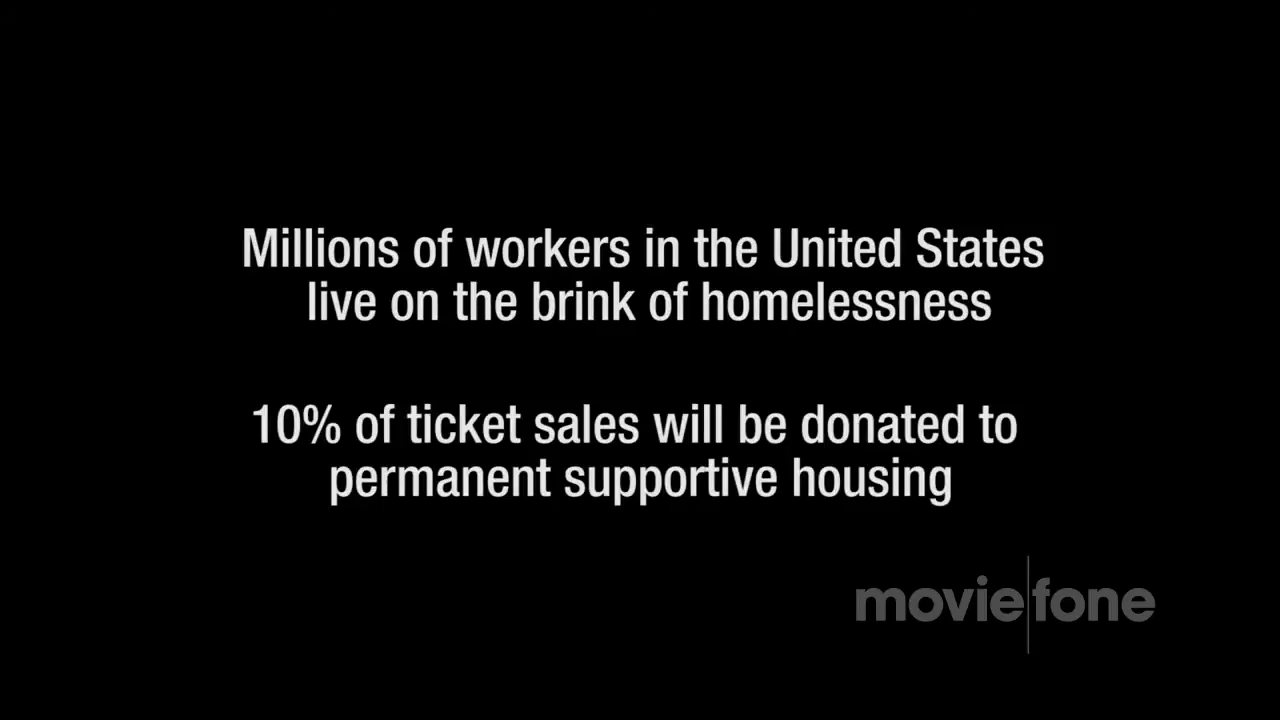 Millions of workers in the United States
live on the brink of homelessness
10% of ticket sales will be donated to
permanent supportive housing
moviefone